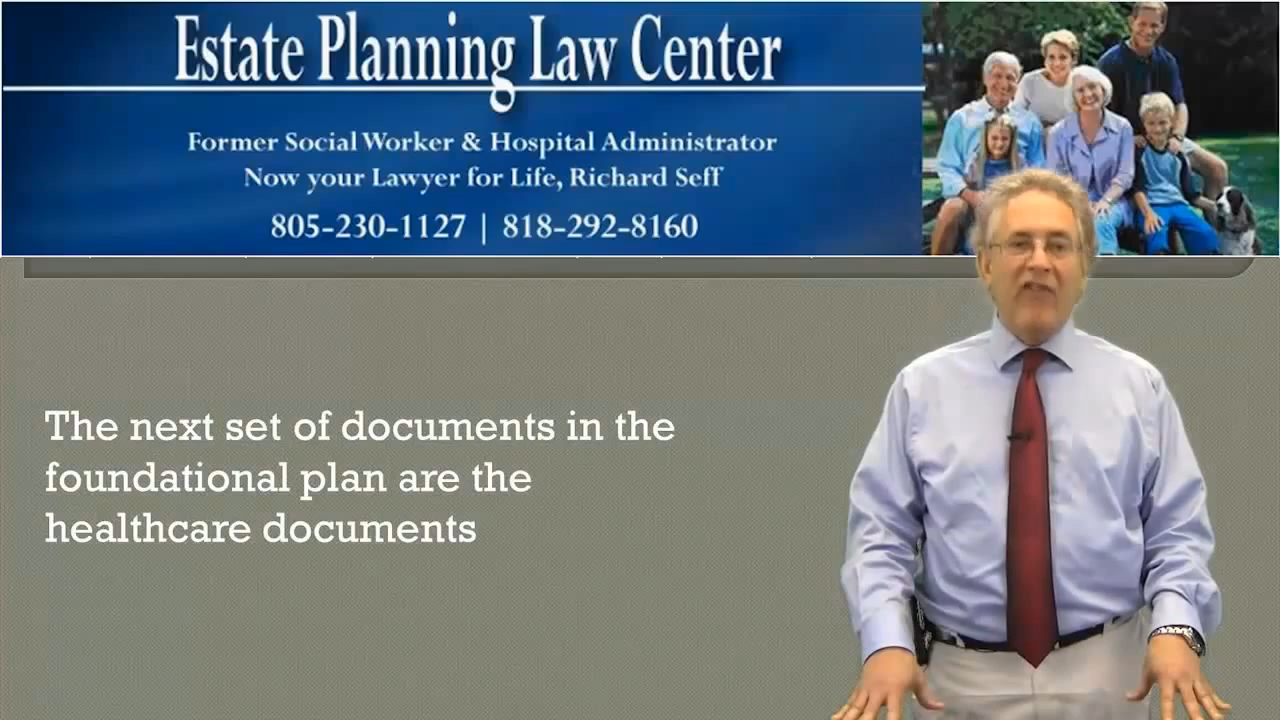 Estate Planning Law Center
Former Social Worker & Hospital Administrator
Now your Lawyer for Life, Richard Seff
805-230-1127 | 818-292-8160
The next set of documents in the
foundational plan are the
healthcare documents